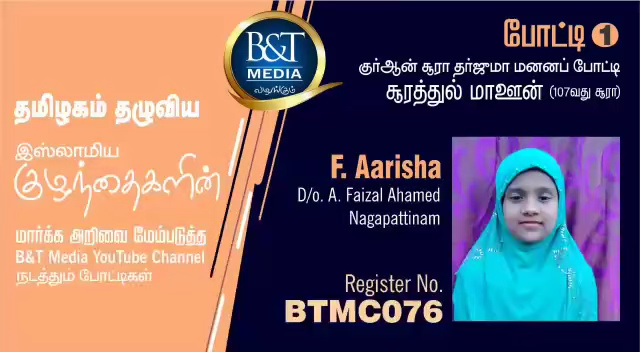 B&T
MEDIA
வழங்கும்
தமிழகம் தழுவிய
இஸ்லாமிய
குழந்தைகளின்
மார்க்க அறிவை மேம்படுத்த
B&T Media YouTube Channel
நடத்தும் போட்டிகள்
போட்டி 1
குர்ஆன் சூரா தர்ஜுமா மனனப் போட்டி
சூரத்துல் மாஊன் (107வது சூரா)
F. Aarisha
D/o. A. Faizal Ahamed
Nagapattinam
Register No.
BTMC076